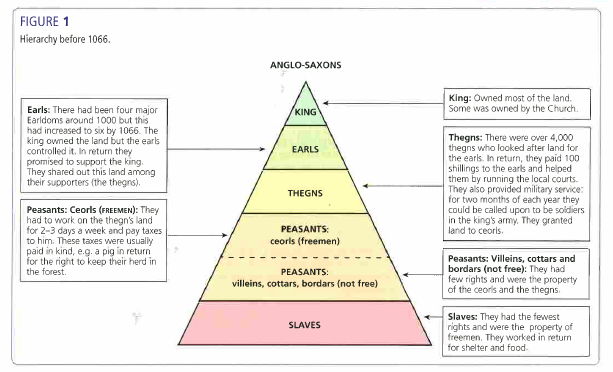 FIGURE 1
Hierarchy before 1066.
ANGLO-SAXONS
KING
EARLS
THEGNS
PEASANTS:
ceorls (freemen)
PEASANTS:
villeins, cottars, bordars (not free)
SLAVES
Earls: There had been four major
Earldoms around 1000 but this
had increased to six by 1066. The
king owned the land but the earls
controlled it. In return they
promised to support the king.
They shared out this land among
their supporters (the thegns).
Peasants: Ceorls (FREEMEN): They
had to work on the thegn's land
for 2–3 days a week and pay taxes
to him. These taxes were usually
paid in kind, e.g. a pig in return
for the right to keep their herd in
the forest.
King: Owned most of the land.
Some was owned by the Church.
Thegns: There were over 4,000
thegns who looked after land for
the earls. In return, they paid 100
shillings to the earls and helped
them by running the local courts.
They also provided military service:
for two months of each year they
could be called upon to be soldiers
in the king's army. They granted
land to ceorls.
Peasants: Villeins, cottars and
bordars (not free): They had
few rights and were the property
of the ceorls and the thegns.
Slaves: They had the fewest
rights and were the property of
freemen. They worked in return
for shelter and food.